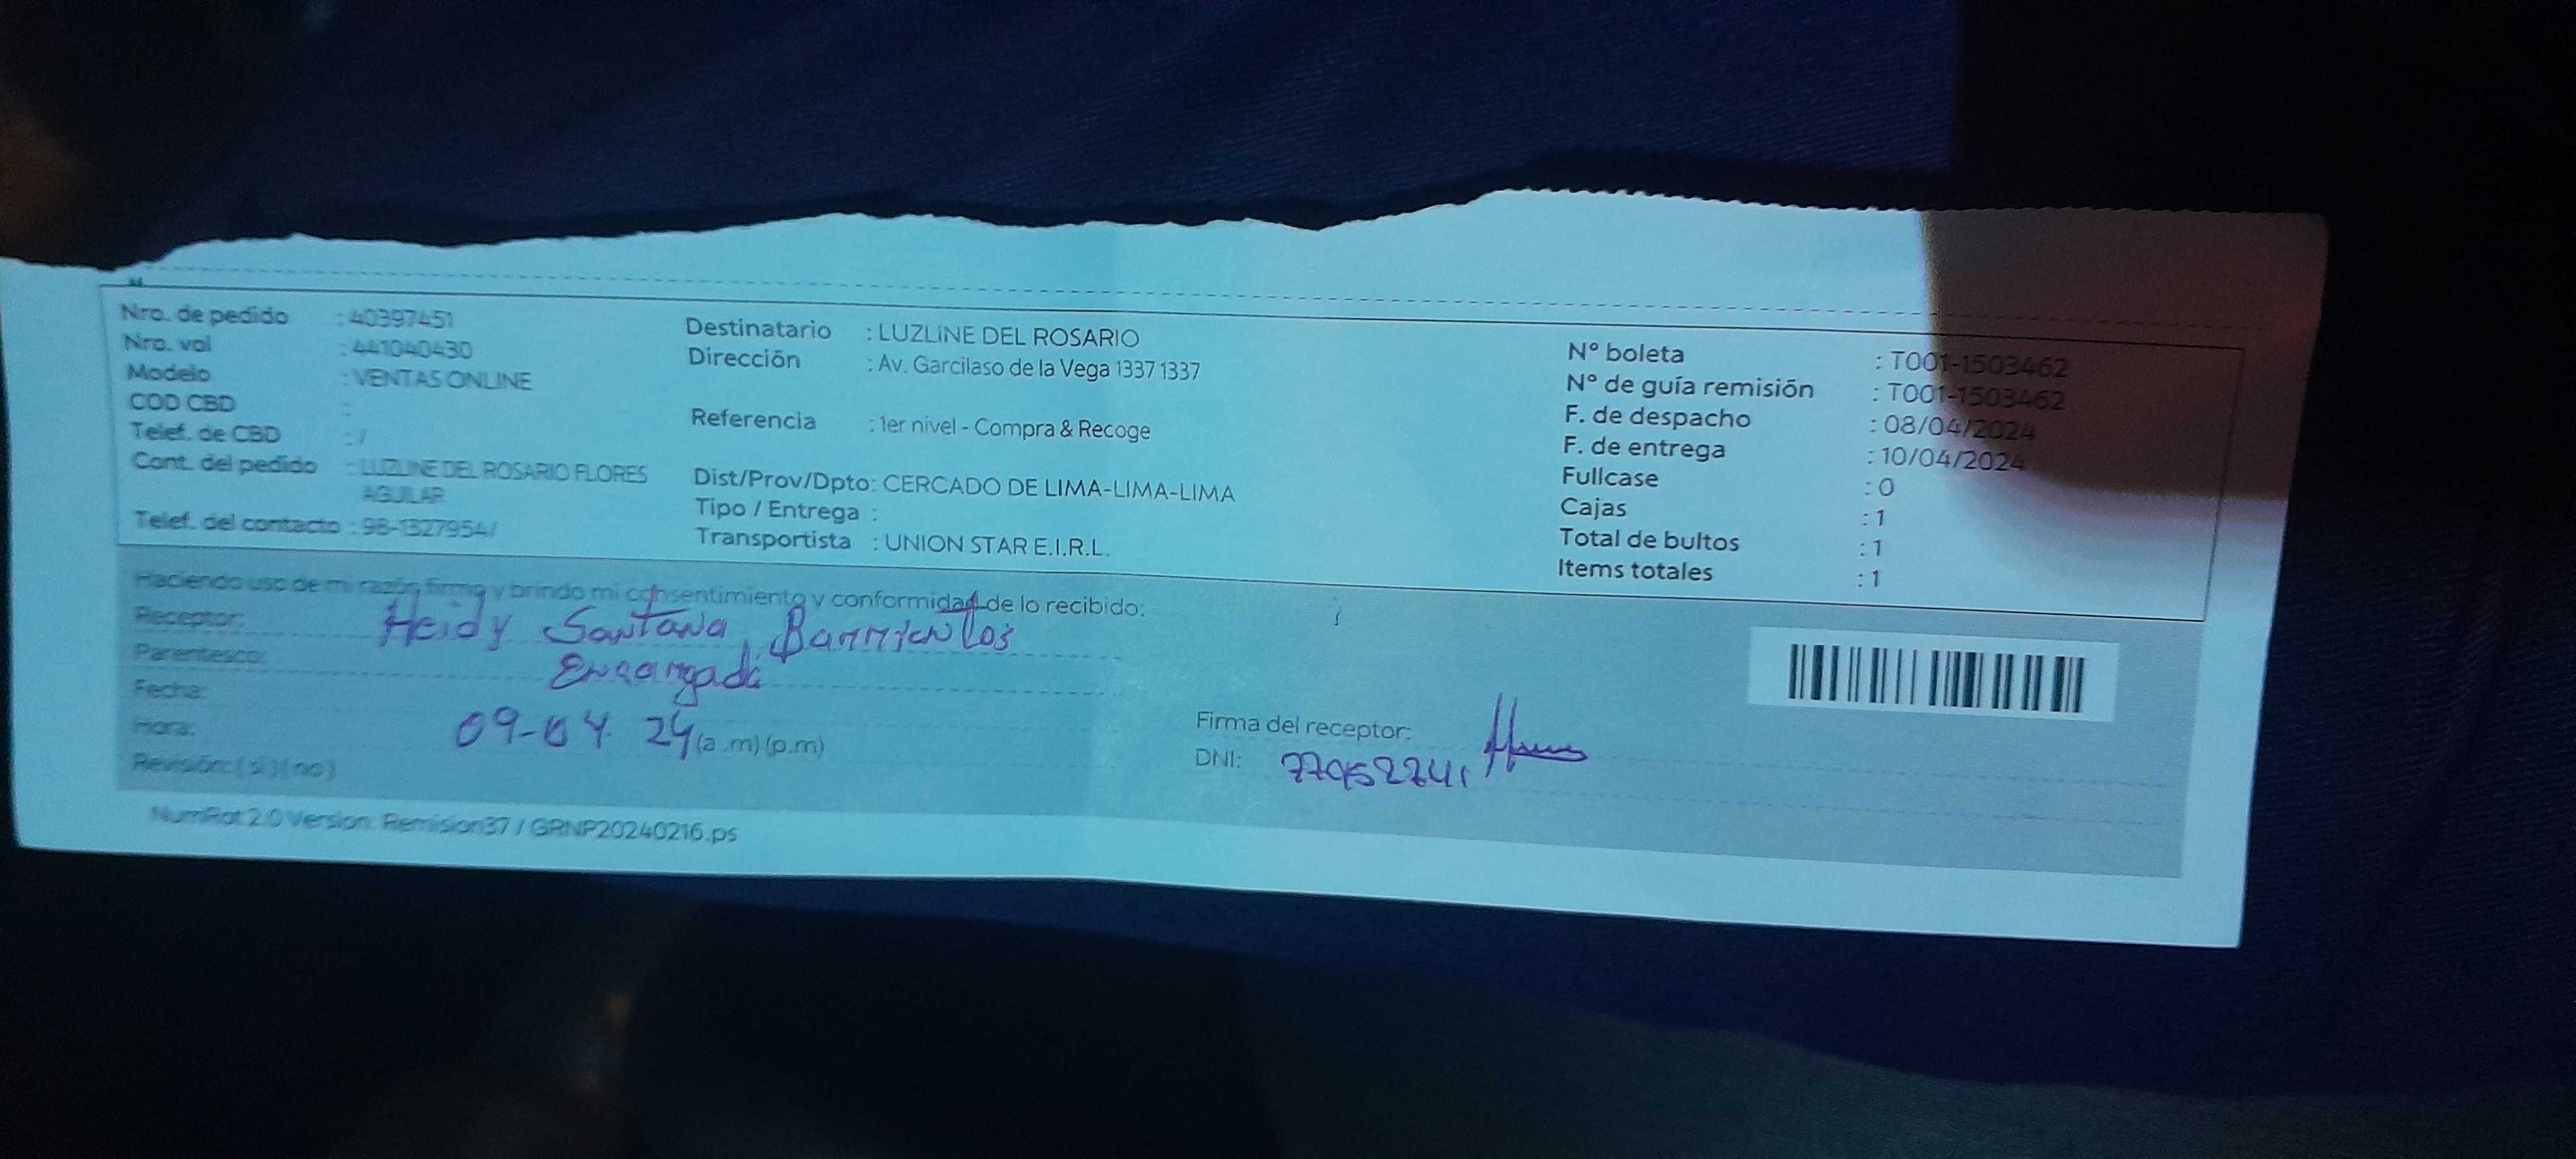 Nro. de pedido : 40397451
Nro. vol : 441040430
Modelo : VENTAS ONLINE
COD CBD :
Telef. de CBD : /
Cont. del pedido : LUZLINE DEL ROSARIO FLORES
AGUILAR
Telef. del contacto : 98-1327954/
Destinatario : LUZLINE DEL ROSARIO
Dirección : Av. Garcilaso de la Vega 1337 1337
Referencia : 1er nivel - Compra & Recoge
Dist/Prov/Dpto: CERCADO DE LIMA-LIMA-LIMA
Tipo / Entrega :
Transportista : UNION STAR E.I.R.L.
N° boleta : T001-1503462
N° de guía remisión : T001-1503462
F. de despacho : 08/04/2024
F. de entrega : 10/04/2024
Fullcase : 0
Cajas : 1
Total de bultos : 1
Items totales : 1
Haciendo uso de mi razón firmo y brindo mi consentimiento y conformidad de lo recibido:
Receptor: Heidy Santana Barrientos
Parentesco: Encargada
Fecha: 09-04 24
Hora: (a .m) (p.m)
Revisión: ( si ) ( no )
Firma del receptor:
DNI:
NumRot 2.0 Version: Remision37 / GRNP20240216.ps